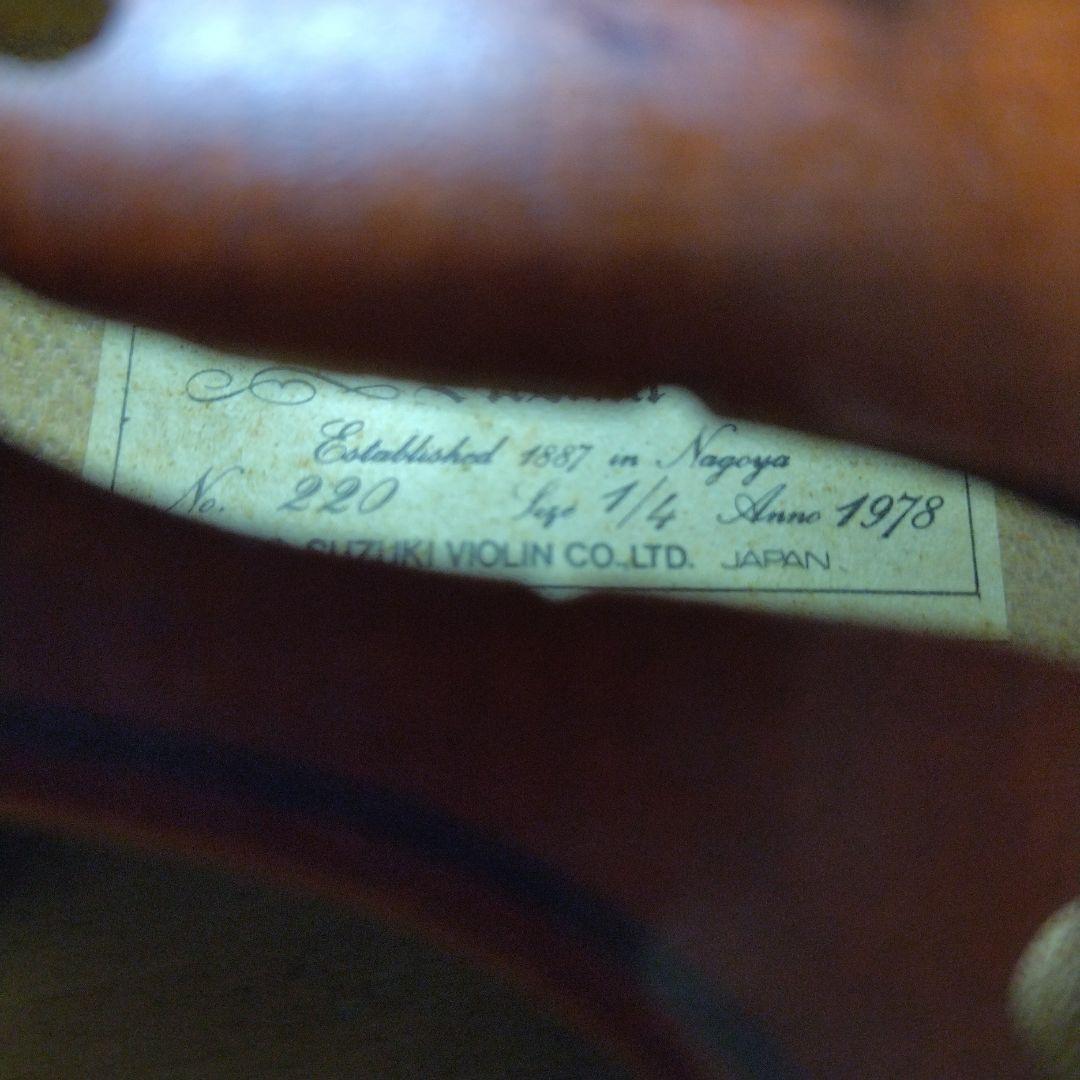 Established 1887 in Nagoya
No. 220 Size 1/4 Anno 1978
SUZUKI VIOLIN CO.,LTD. JAPAN.